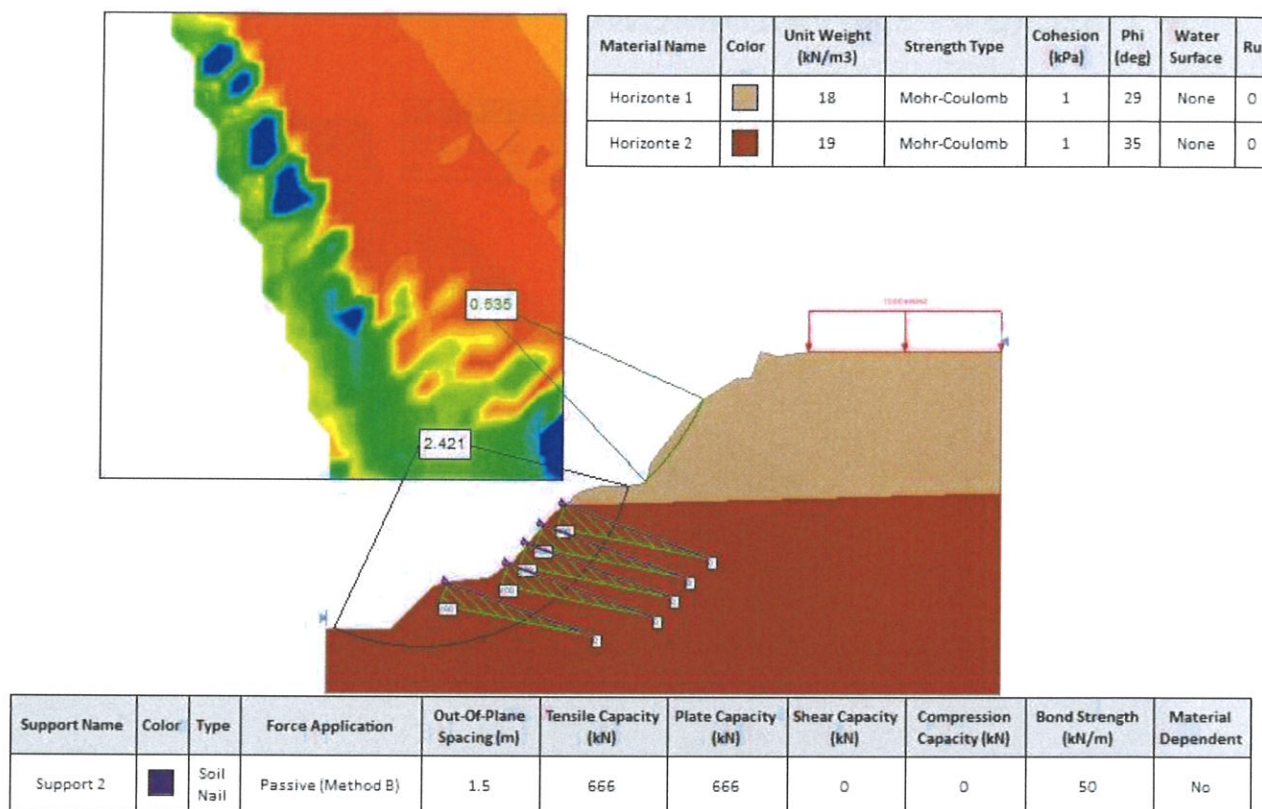 Material Name Color Unit Weight (kN/m3) Strength Type Cohesion (kPa) Phi (deg) Water Surface Ru
Horizonte 1 18 Mohr-Coulomb 1 29 None 0
Horizonte 2 19 Mohr-Coulomb 1 35 None 0
0.535
2.421
Support Name Color Type Force Application Out-Of-Plane Spacing (m) Tensile Capacity (kN) Plate Capacity (kN) Shear Capacity (kN) Compression Capacity (kN) Bond Strength (kN/m) Material Dependent
Support 2 Soil Nail Passive (Method B) 1.5 666 666 0 0 50 No